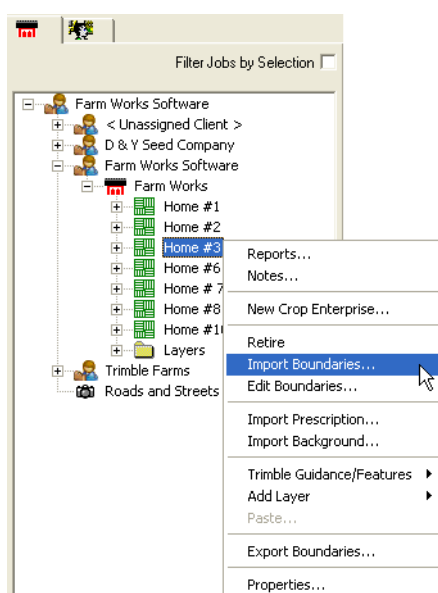 Filter Jobs by Selection
Farm Works Software
< Unassigned Client >
D & Y Seed Company
Farm Works Software
Farm Works
Home #1
Home #2
Home #3
Home #6
Home # 7
Home #8
Home #1
Layers
Trimble Farms
Roads and Streets
Reports...
Notes...
New Crop Enterprise...
Retire
Import Boundaries...
Edit Boundaries...
Import Prescription...
Import Background...
Trimble Guidance/Features
Add Layer
Paste...
Export Boundaries...
Properties...